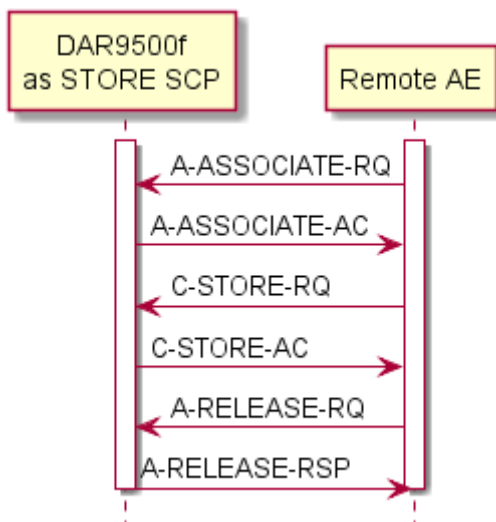 DAR9500f
as STORE SCP
Remote AE
A-ASSOCIATE-RQ
A-ASSOCIATE-AC
C-STORE-RQ
C-STORE-AC
A-RELEASE-RQ
A-RELEASE-RSP